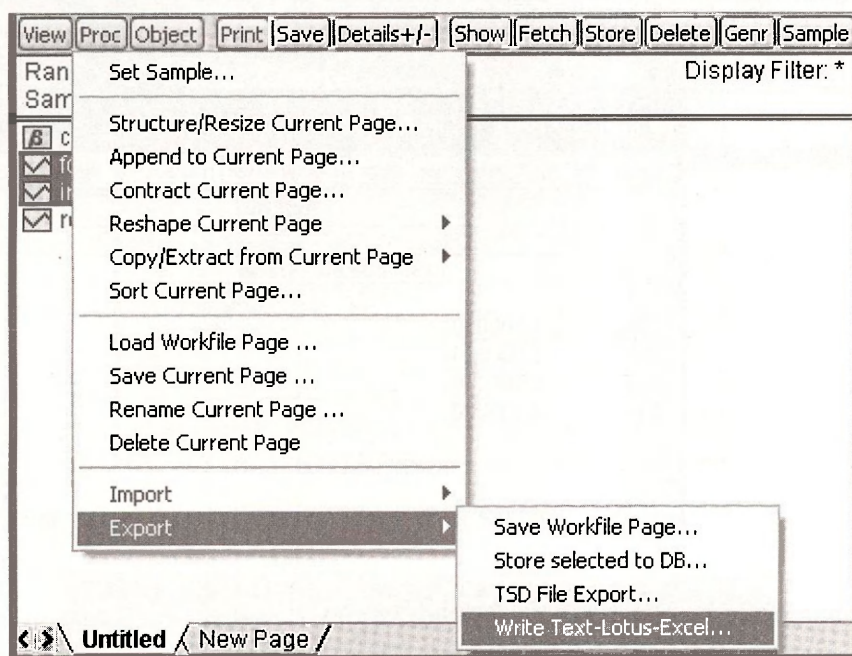 View Proc Object Print Save Details+/- Show Fetch Store Delete Genr Sample
Ran
Display Filter: *
Sam
Set Sample...
Structure/Resize Current Page...
Append to Current Page...
Contract Current Page...
Reshape Current Page
Copy/Extract from Current Page
Sort Current Page...
Load Workfile Page ...
Save Current Page ...
Rename Current Page ...
Delete Current Page
Import
Export
Save Workfile Page...
Store selected to DB...
TSD File Export...
Write Text-Lotus-Excel...
β c
Untitled New Page